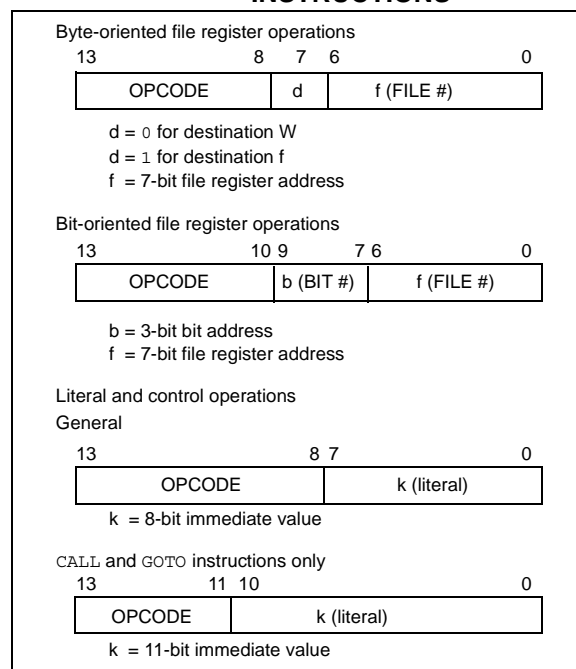 Byte-oriented file register operations
13 8 7 6 0
OPCODE d f (FILE #)
d = 0 for destination W
d = 1 for destination f
f = 7-bit file register address
Bit-oriented file register operations
13 10 9 7 6 0
OPCODE b (BIT #) f (FILE #)
b = 3-bit bit address
f = 7-bit file register address
Literal and control operations
General
13 8 7 0
OPCODE k (literal)
k = 8-bit immediate value
CALL and GOTO instructions only
13 11 10 0
OPCODE k (literal)
k = 11-bit immediate value